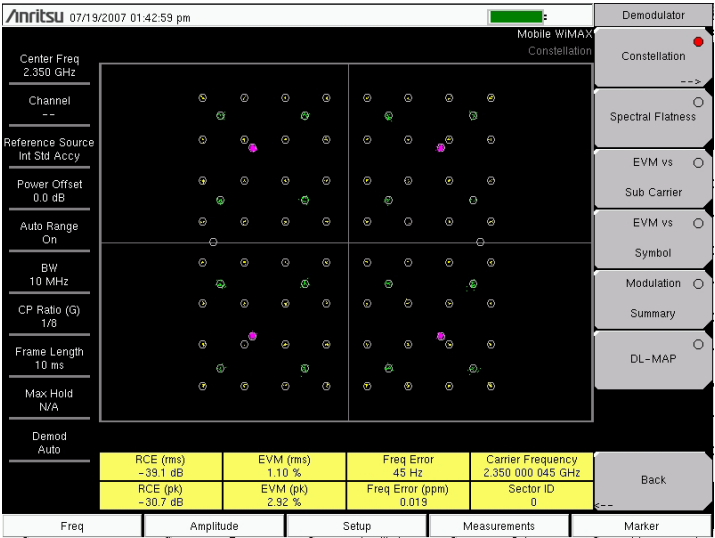 Anritsu 07/19/2007 01:42:59 pm
Mobile WiMAX
Constellation
Center Freq
2.350 GHz
Channel
--
Reference Source
Int Std Accy
Power Offset
0.0 dB
Auto Range
On
BW
10 MHz
CP Ratio (G)
1/8
Frame Length
10 ms
Max Hold
N/A
Demod
Auto
RCE (rms)
-39.1 dB
EVM (rms)
1.10 %
Freq Error
45 Hz
Carrier Frequency
2.350 000 045 GHz
RCE (pk)
-30.7 dB
EVM (pk)
2.92 %
Freq Error (ppm)
0.019
Sector ID
0
Demodulator
Constellation
-->
Spectral Flatness
EVM vs
Sub Carrier
EVM vs
Symbol
Modulation
Summary
DL-MAP
Back
<--
Freq
Amplitude
Setup
Measurements
Marker